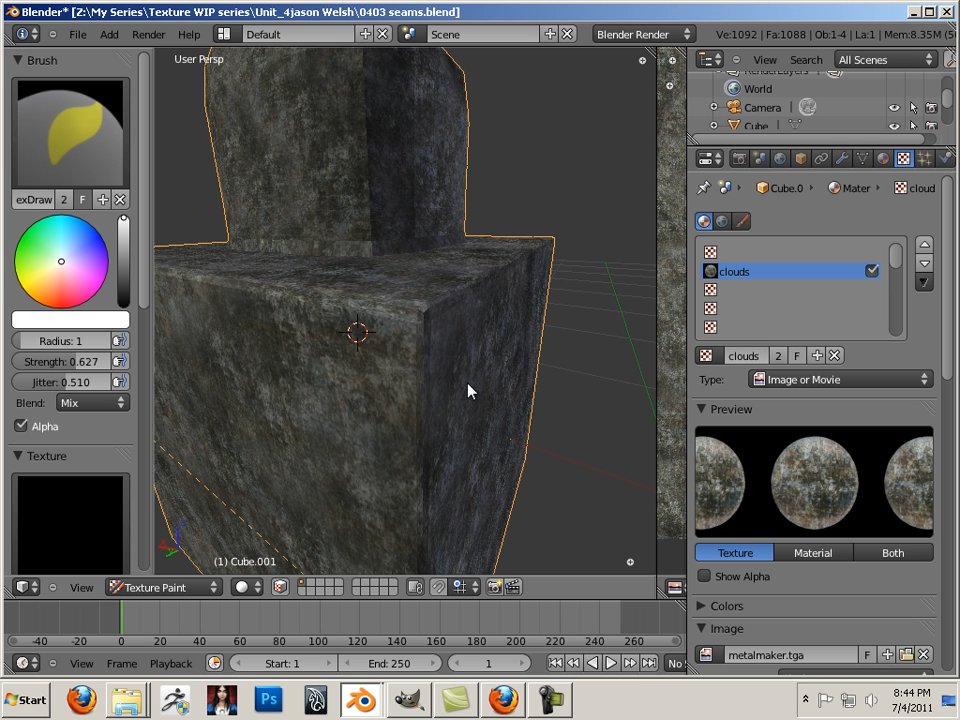 Blender* [Z:\My Series\Texture WIP series\Unit_4jason Welsh\0403 seams.blend]
File Add Render Help Default Scene Blender Render Ve:1092 | Fa:1088 | Ob:1-4 | La:1 | Mem:8.35M (5
Brush
User Persp
View Search All Scenes
World
Camera
Cube
exDraw 2 F
Cube.0 Mater cloud
clouds
Radius: 1
Strength: 0.627
Jitter: 0.510
Blend: Mix
Alpha
Texture
clouds 2 F
Type: Image or Movie
Preview
Texture Material Both
Show Alpha
Colors
Image
metalmaker.tga F
(1) Cube.001
View Texture Paint
-40 -20 0 20 40 60 80 100 120 140 160 180 200 220 240 260
View Frame Playback Start: 1 End: 250 1 No S
Start Ps
8:44 PM
7/4/2011